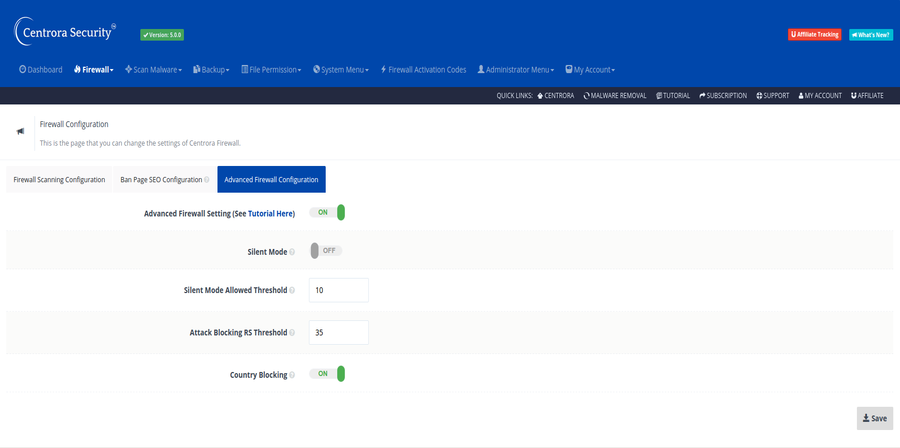 Centrora Security™
Version: 5.0.0
Affiliate Tracking
What's New?
Dashboard Firewall Scan Malware Backup File Permission System Menu Firewall Activation Codes Administrator Menu My Account
QUICK LINKS: CENTRORA MALWARE REMOVAL TUTORIAL SUBSCRIPTION SUPPORT MY ACCOUNT AFFILIATE
Firewall Configuration
This is the page that you can change the settings of Centrora Firewall.
Firewall Scanning Configuration Ban Page SEO Configuration Advanced Firewall Configuration
Advanced Firewall Setting (See Tutorial Here) ON
Silent Mode OFF
Silent Mode Allowed Threshold 10
Attack Blocking RS Threshold 35
Country Blocking ON
Save